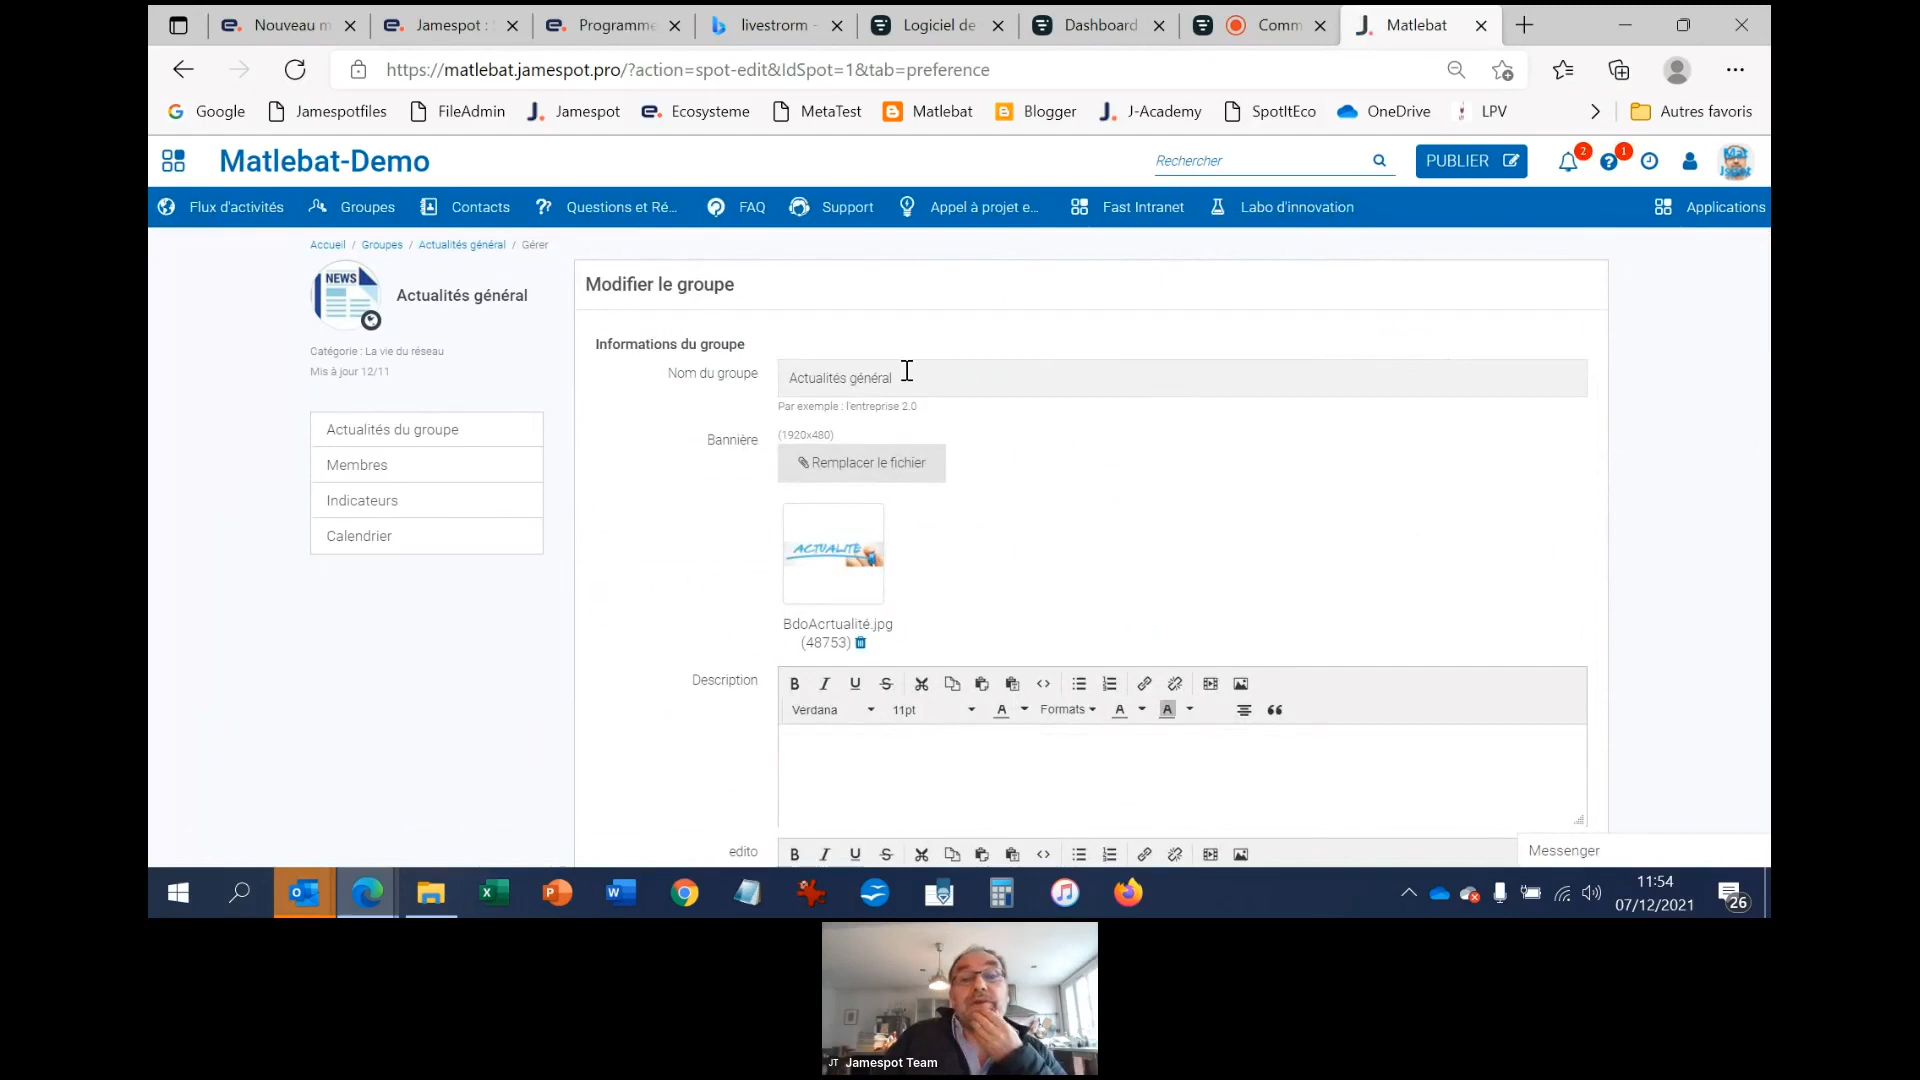 Nouveau m
Jamespot :
Programme
livestrorm -
Logiciel de
Dashboard
Comm
Matlebat
https://matlebat.jamespot.pro/?action=spot-edit&IdSpot=1&tab=preference
Google
Jamespotfiles
FileAdmin
Jamespot
Ecosysteme
MetaTest
Matlebat
Blogger
J-Academy
SpotItEco
OneDrive
LPV
Autres favoris
Matlebat-Demo
Rechercher
PUBLIER
2
1
Flux d'activités
Groupes
Contacts
Questions et Ré...
FAQ
Support
Appel à projet e...
Fast Intranet
Labo d'innovation
Applications
Accueil / Groupes / Actualités général / Gérer
NEWS
Actualités général
Catégorie : La vie du réseau
Mis à jour 12/11
Actualités du groupe
Membres
Indicateurs
Calendrier
Modifier le groupe
Informations du groupe
Nom du groupe
Actualités général
Par exemple : l'entreprise 2.0
Bannière
(1920x480)
Remplacer le fichier
ACTUALITÉ
BdoAcrtualité.jpg
(48753)
Description
Verdana
11pt
Formats
edito
Messenger
11:54
07/12/2021
26
JT Jamespot Team